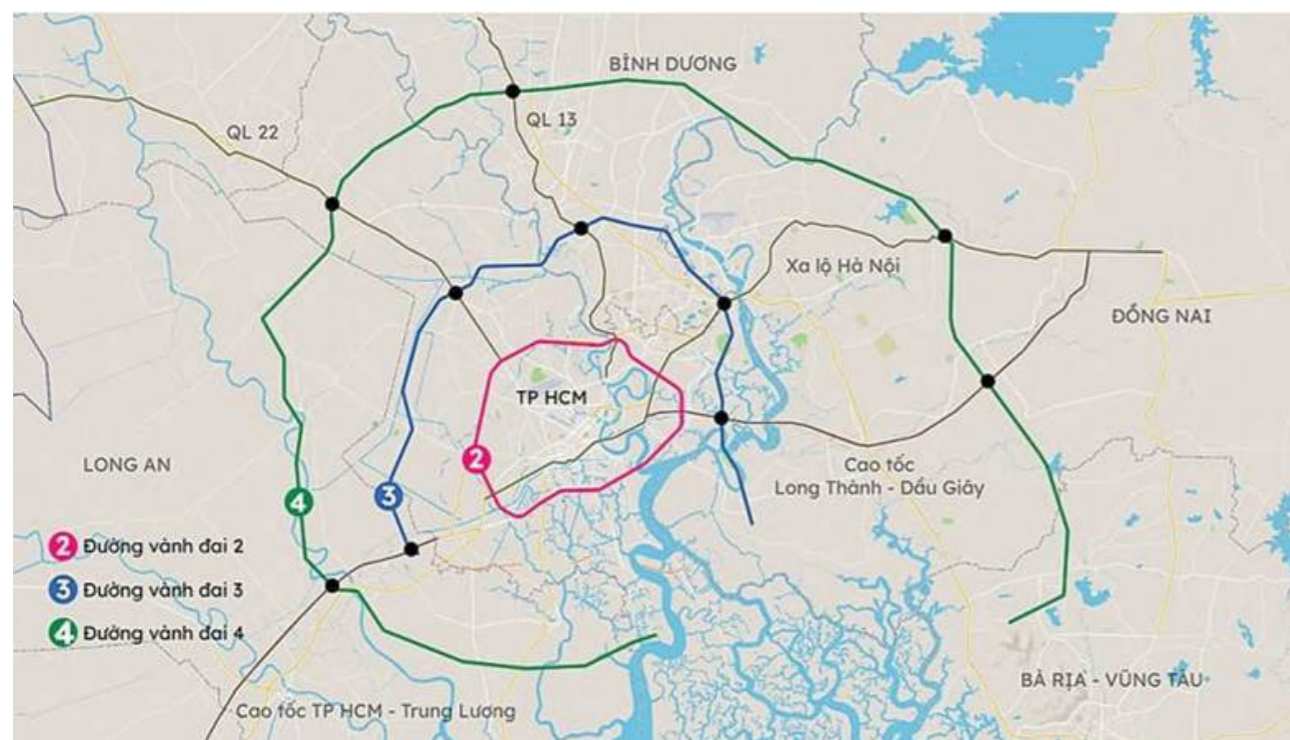 BÌNH DƯƠNG
QL 22
QL 13
Xa lộ Hà Nội
ĐỒNG NAI
TP HCM
LONG AN
2
3
4
Cao tốc
Long Thành - Dầu Giây
2 Đường vành đai 2
3 Đường vành đai 3
4 Đường vành đai 4
BÀ RỊA - VŨNG TÀU
Cao tốc TP HCM - Trung Lương